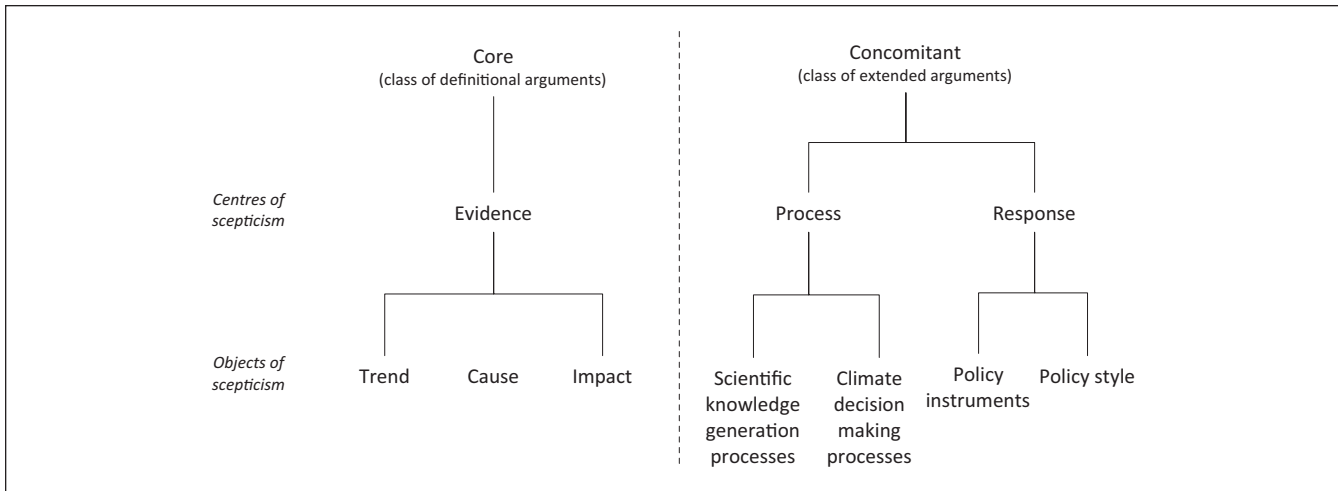 Core
(class of definitional arguments)
Concomitant
(class of extended arguments)
Centres of
scepticism
Evidence
Process
Response
Objects of
scepticism
Trend
Cause
Impact
Scientific
knowledge
generation
processes
Climate
decision
making
processes
Policy
instruments
Policy style